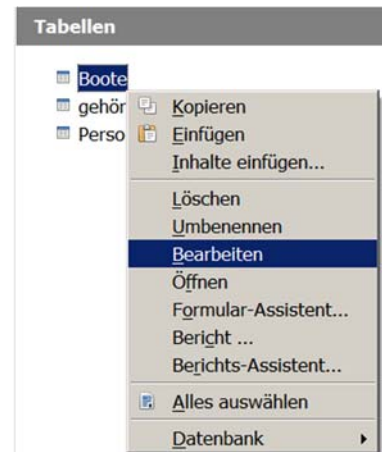 Tabellen
Boote
gehör
Perso
Kopieren
Einfügen
Inhalte einfügen...
Löschen
Umbenennen
Bearbeiten
Öffnen
Formular-Assistent...
Bericht ...
Berichts-Assistent...
Alles auswählen
Datenbank